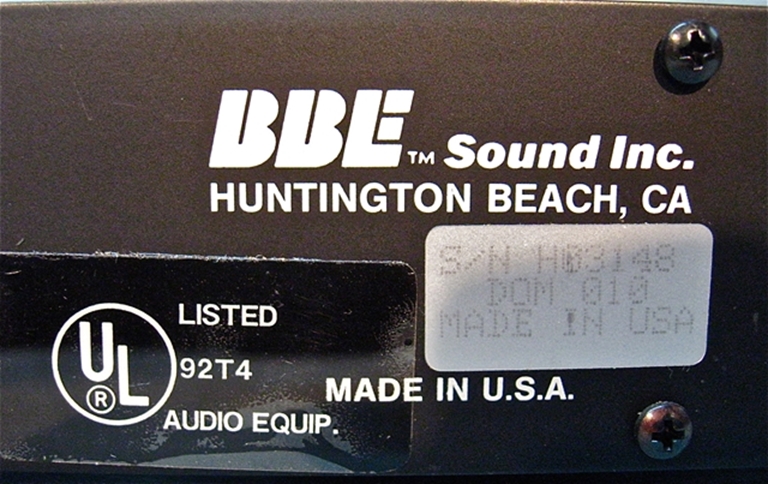 BBE™ Sound Inc.
HUNTINGTON BEACH, CA
S/N H03148
DOM 010
MADE IN USA
UL® LISTED
92T4
AUDIO EQUIP.
MADE IN U.S.A.